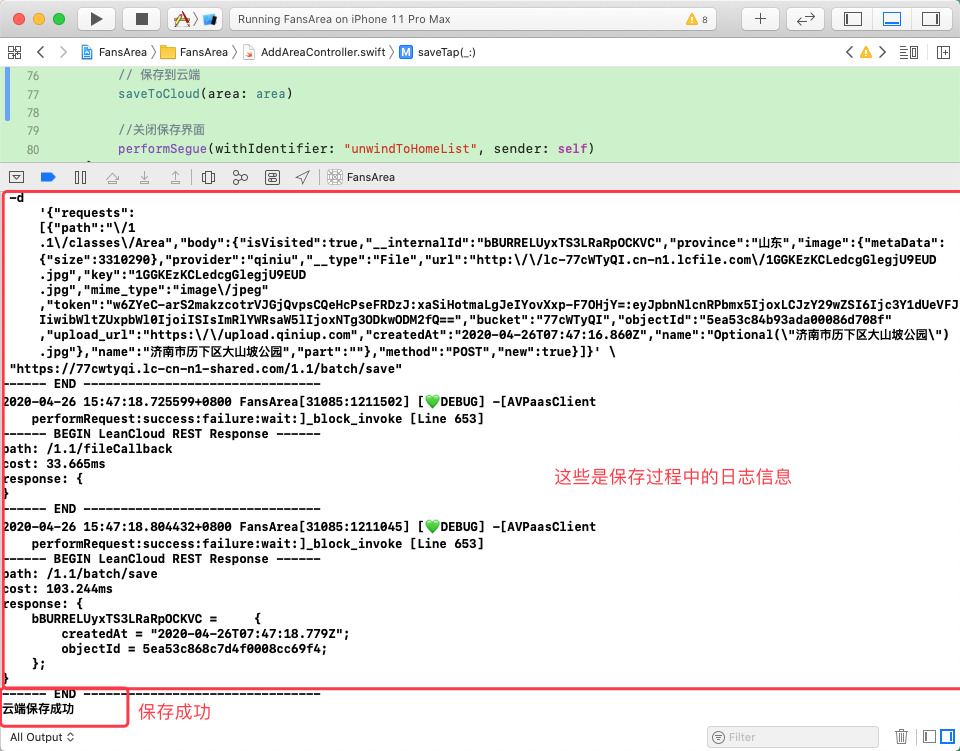 Running FansArea on iPhone 11 Pro Max
8
FansArea
FansArea
AddAreaController.swift
M
saveTap(_:)
76 // 保存到云端
77 saveToCloud(area: area)
78
79 //关闭保存界面
80 performSegue(withIdentifier: "unwindToHomeList", sender: self)
FansArea
-d
'{"requests":
[{"path":"\/1
.1\/classes\/Area","body":{"isVisited":true,"__internalId":"bBURRELUyxTS3LRaRpOCKVC","province":"山东","image":{"metaData":
{"size":3310290},"provider":"qiniu","__type":"File","url":"http:\/\/lc-77cWTyQI.cn-n1.lcfile.com\/1GGKEzKCLedcgGlegjU9EUD
.jpg","key":"1GGKEzKCLedcgGlegjU9EUD
.jpg","mime_type":"image\/jpeg"
,"token":"w6ZYeC-arS2makzcotrVJGjQvpsCQeHcPseFRDzJ:xaSiHotmaLgJeIYovXxp-F7OHjY=:eyJpbnNlcnRPbmx5IjoxLCJzY29wZSI6Ijc3Y1dUeVFJ
IiwibWltZUxpbWl0IjoiISIsImRlYWRsaW5lIjoxNTg3ODkwODM2fQ==","bucket":"77cWTyQI","objectId":"5ea53c84b93ada00086d708f"
,"upload_url":"https:\/\/upload.qiniup.com","createdAt":"2020-04-26T07:47:16.860Z","name":"Optional(\"济南市历下区大山坡公园\")
.jpg"},"name":"济南市历下区大山坡公园","part":""},"method":"POST","new":true}]}' \
"https://77cwtyqi.lc-cn-n1-shared.com/1.1/batch/save"
------ END --------------------------------
2020-04-26 15:47:18.725599+0800 FansArea[31085:1211502] [💚DEBUG] -[AVPaasClient
performRequest:success:failure:wait:]_block_invoke [Line 653]
------ BEGIN LeanCloud REST Response ------
path: /1.1/fileCallback
cost: 33.665ms
response: {
}
------ END --------------------------------
2020-04-26 15:47:18.804432+0800 FansArea[31085:1211045] [💚DEBUG] -[AVPaasClient
performRequest:success:failure:wait:]_block_invoke [Line 653]
------ BEGIN LeanCloud REST Response ------
path: /1.1/batch/save
cost: 103.244ms
response: {
bBURRELUyxTS3LRaRpOCKVC = {
createdAt = "2020-04-26T07:47:18.779Z";
objectId = 5ea53c868c7d4f0008cc69f4;
};
}
------ END --------------------------------
这些是保存过程中的日志信息
云端保存成功
保存成功
All Output
Filter